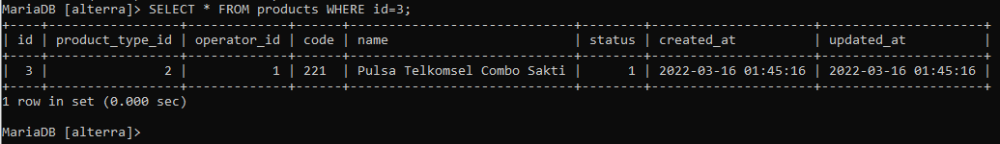 MariaDB [alterra]> SELECT * FROM products WHERE id=3;
+----+-----------------+-------------+------+-----------------------------+--------+---------------------+---------------------+
| id | product_type_id | operator_id | code | name                        | status | created_at          | updated_at          |
+----+-----------------+-------------+------+-----------------------------+--------+---------------------+---------------------+
|  3 |               2 |           1 | 221  | Pulsa Telkomsel Combo Sakti |      1 | 2022-03-16 01:45:16 | 2022-03-16 01:45:16 |
+----+-----------------+-------------+------+-----------------------------+--------+---------------------+---------------------+
1 row in set (0.000 sec)
MariaDB [alterra]>